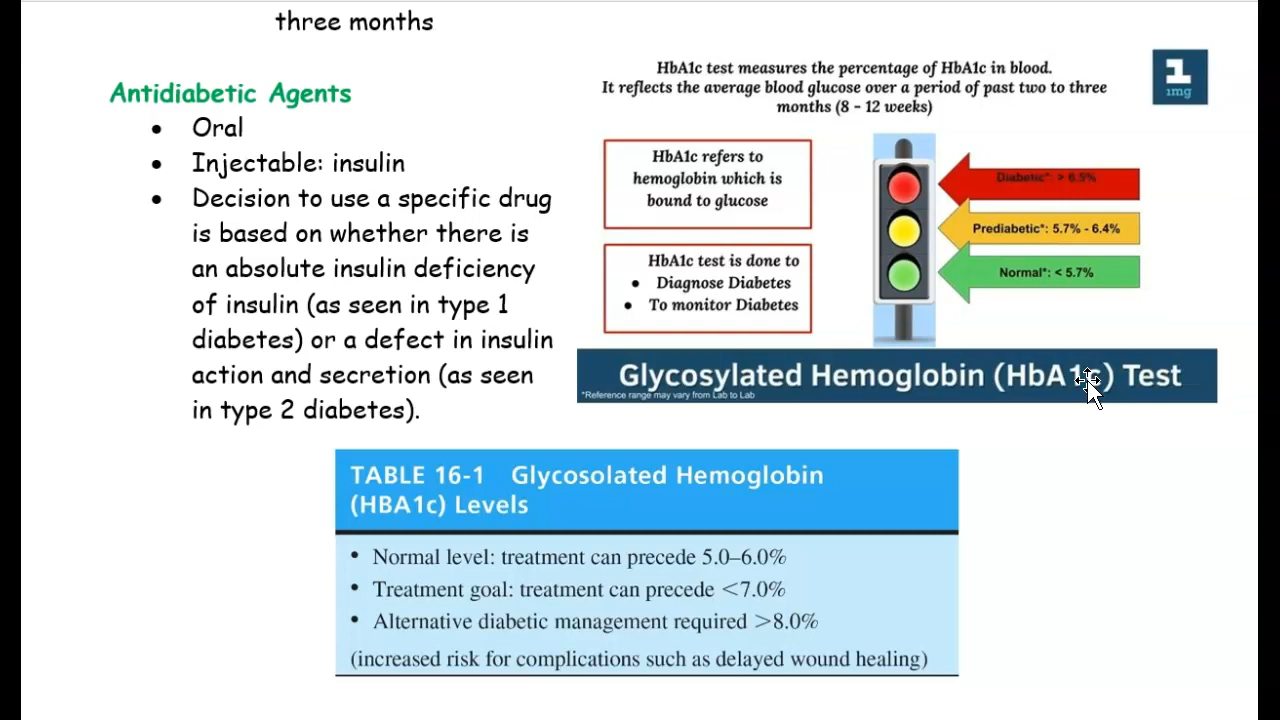 three months
Antidiabetic Agents
• Oral
• Injectable: insulin
• Decision to use a specific drug
is based on whether there is
an absolute insulin deficiency
of insulin (as seen in type 1
diabetes) or a defect in insulin
action and secretion (as seen
in type 2 diabetes).
HbA1c test measures the percentage of HbA1c in blood.
It reflects the average blood glucose over a period of past two to three
months (8 - 12 weeks)
1
1mg
HbA1c refers to
hemoglobin which is
bound to glucose
HbA1c test is done to
• Diagnose Diabetes
• To monitor Diabetes
Diabetic*: > 6.5%
Prediabetic*: 5.7% - 6.4%
Normal*: < 5.7%
Glycosylated Hemoglobin (HbA1c) Test
*Reference range may vary from Lab to Lab
TABLE 16-1 Glycosolated Hemoglobin
(HBA1c) Levels
• Normal level: treatment can precede 5.0–6.0%
• Treatment goal: treatment can precede <7.0%
• Alternative diabetic management required >8.0%
(increased risk for complications such as delayed wound healing)